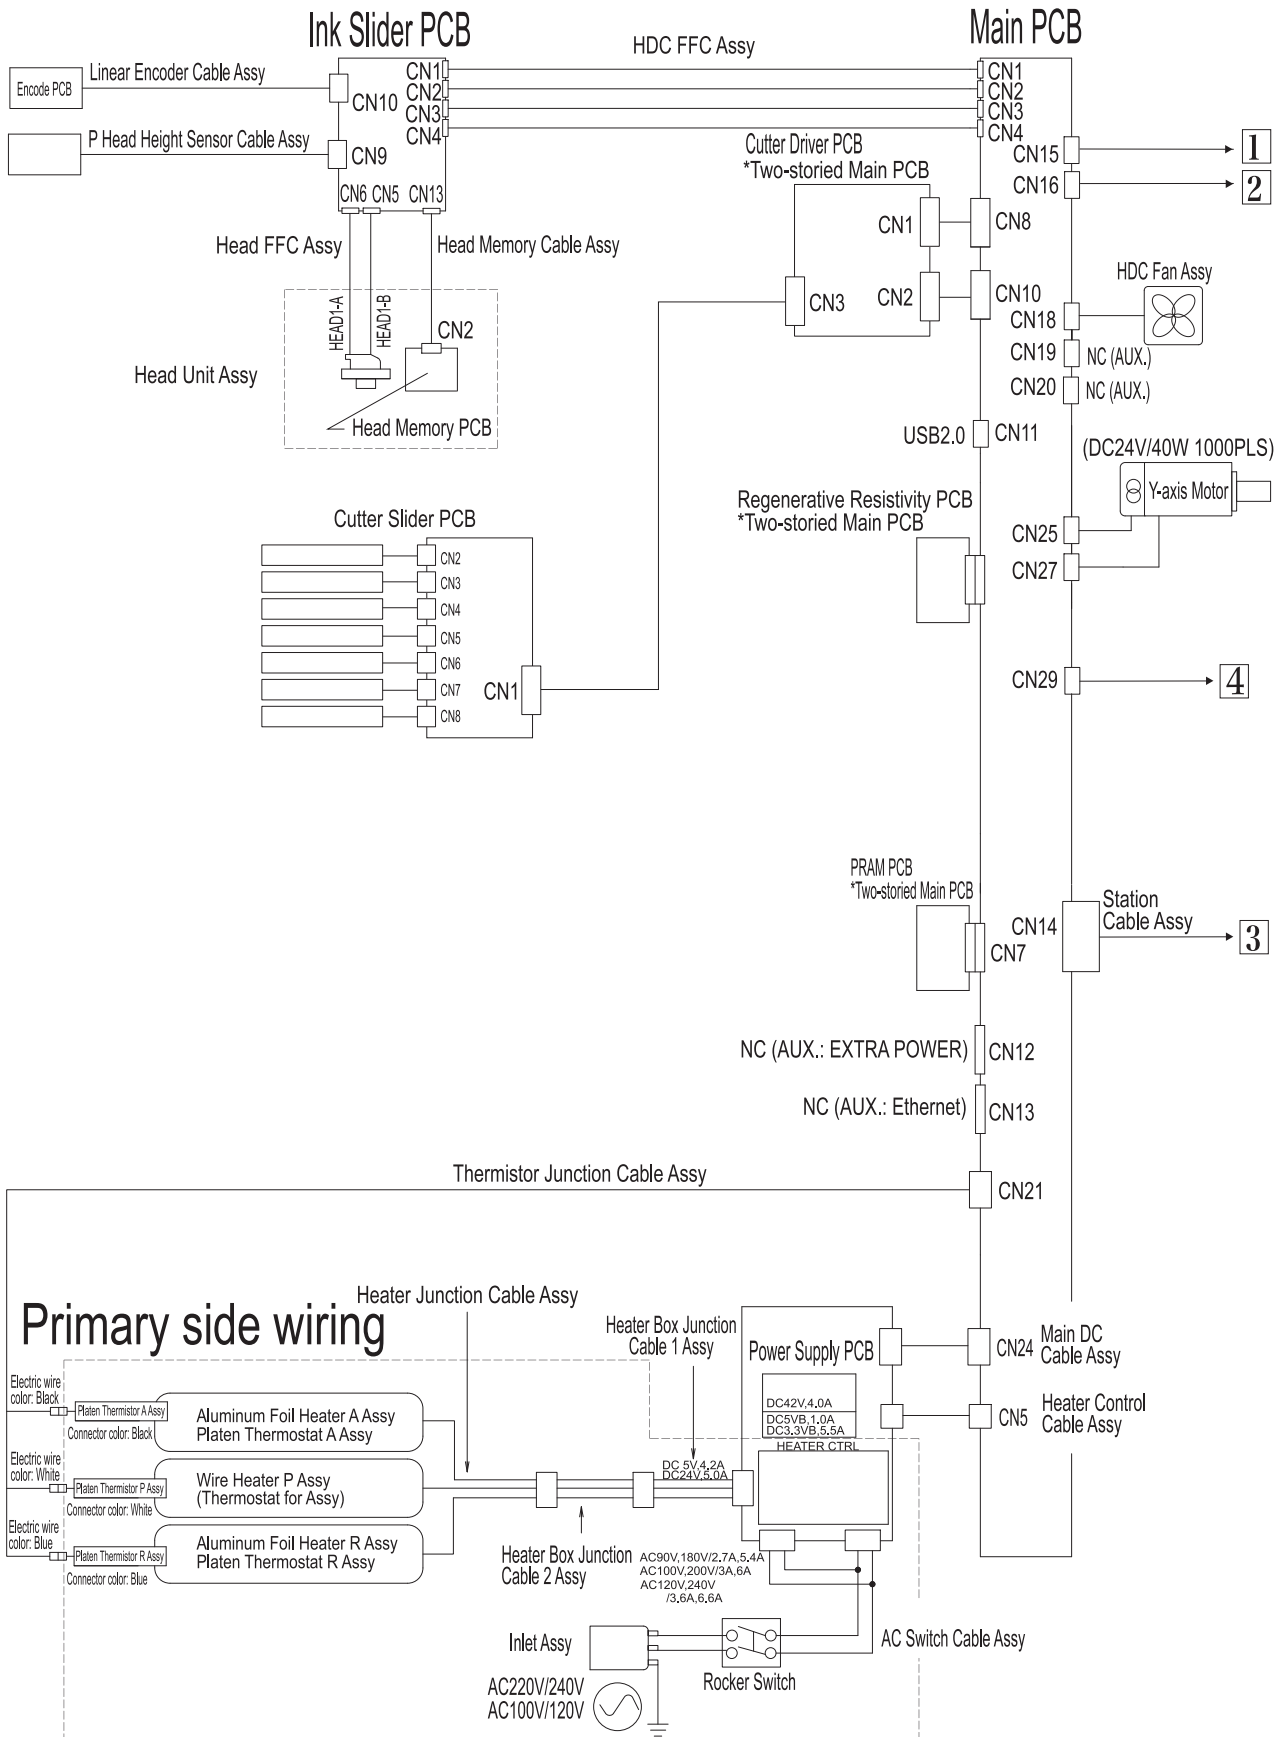 Ink Slider PCB
Main PCB
HDC FFC Assy
Encode PCB
Linear Encoder Cable Assy
CN10
CN1
CN2
CN3
CN4
CN1
CN2
CN3
CN4
P Head Height Sensor Cable Assy
CN9
CN6
CN5
CN13
Cutter Driver PCB
*Two-storied Main PCB
CN15
1
CN16
2
CN1
CN8
Head FFC Assy
Head Memory Cable Assy
HDC Fan Assy
HEAD1-A
HEAD1-B
CN2
CN3
CN2
CN10
CN18
CN19
NC (AUX.)
CN20
NC (AUX.)
Head Unit Assy
Head Memory PCB
USB2.0
CN11
(DC24V/40W 1000PLS)
Y-axis Motor
Regenerative Resistivity PCB
*Two-storied Main PCB
CN25
CN27
Cutter Slider PCB
CN2
CN3
CN4
CN5
CN6
CN7
CN8
CN1
CN29
4
PRAM PCB
*Two-storied Main PCB
CN7
CN14
Station
Cable Assy
3
NC (AUX.: EXTRA POWER)
CN12
NC (AUX.: Ethernet)
CN13
Thermistor Junction Cable Assy
CN21
Primary side wiring
Heater Junction Cable Assy
Heater Box Junction
Cable 1 Assy
Power Supply PCB
CN24
Main DC
Cable Assy
DC42V,4.0A
DC5VB,1.0A
DC3.3VB,5.5A
HEATER CTRL
CN5
Heater Control
Cable Assy
DC 5V,4.2A
DC24V,5.0A
Electric wire
color: Black
Platen Thermistor A Assy
Connector color: Black
Aluminum Foil Heater A Assy
Platen Thermostat A Assy
Electric wire
color: White
Platen Thermistor P Assy
Connector color: White
Wire Heater P Assy
(Thermostat for Assy)
Electric wire
color: Blue
Platen Thermistor R Assy
Connector color: Blue
Aluminum Foil Heater R Assy
Platen Thermostat R Assy
Heater Box Junction
Cable 2 Assy
AC90V,180V/2.7A,5.4A
AC100V,200V/3A,6A
AC120V,240V
/3.6A,6.6A
Inlet Assy
AC220V/240V
AC100V/120V
Rocker Switch
AC Switch Cable Assy